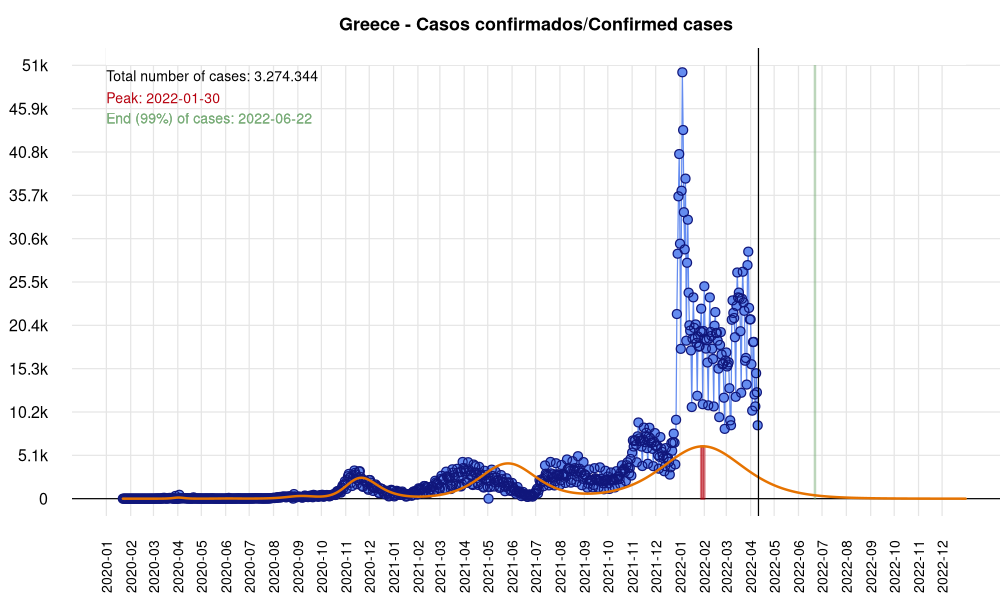 Greece - Casos confirmados/Confirmed cases
51k
45.9k
40.8k
35.7k
30.6k
25.5k
20.4k
15.3k
10.2k
5.1k
0
Total number of cases: 3.274.344
Peak: 2022-01-30
End (99%) of cases: 2022-06-22
2020-01
2020-02
2020-03
2020-04
2020-05
2020-06
2020-07
2020-08
2020-09
2020-10
2020-11
2020-12
2021-01
2021-02
2021-03
2021-04
2021-05
2021-06
2021-07
2021-08
2021-09
2021-10
2021-11
2021-12
2022-01
2022-02
2022-03
2022-04
2022-05
2022-06
2022-07
2022-08
2022-09
2022-10
2022-11
2022-12